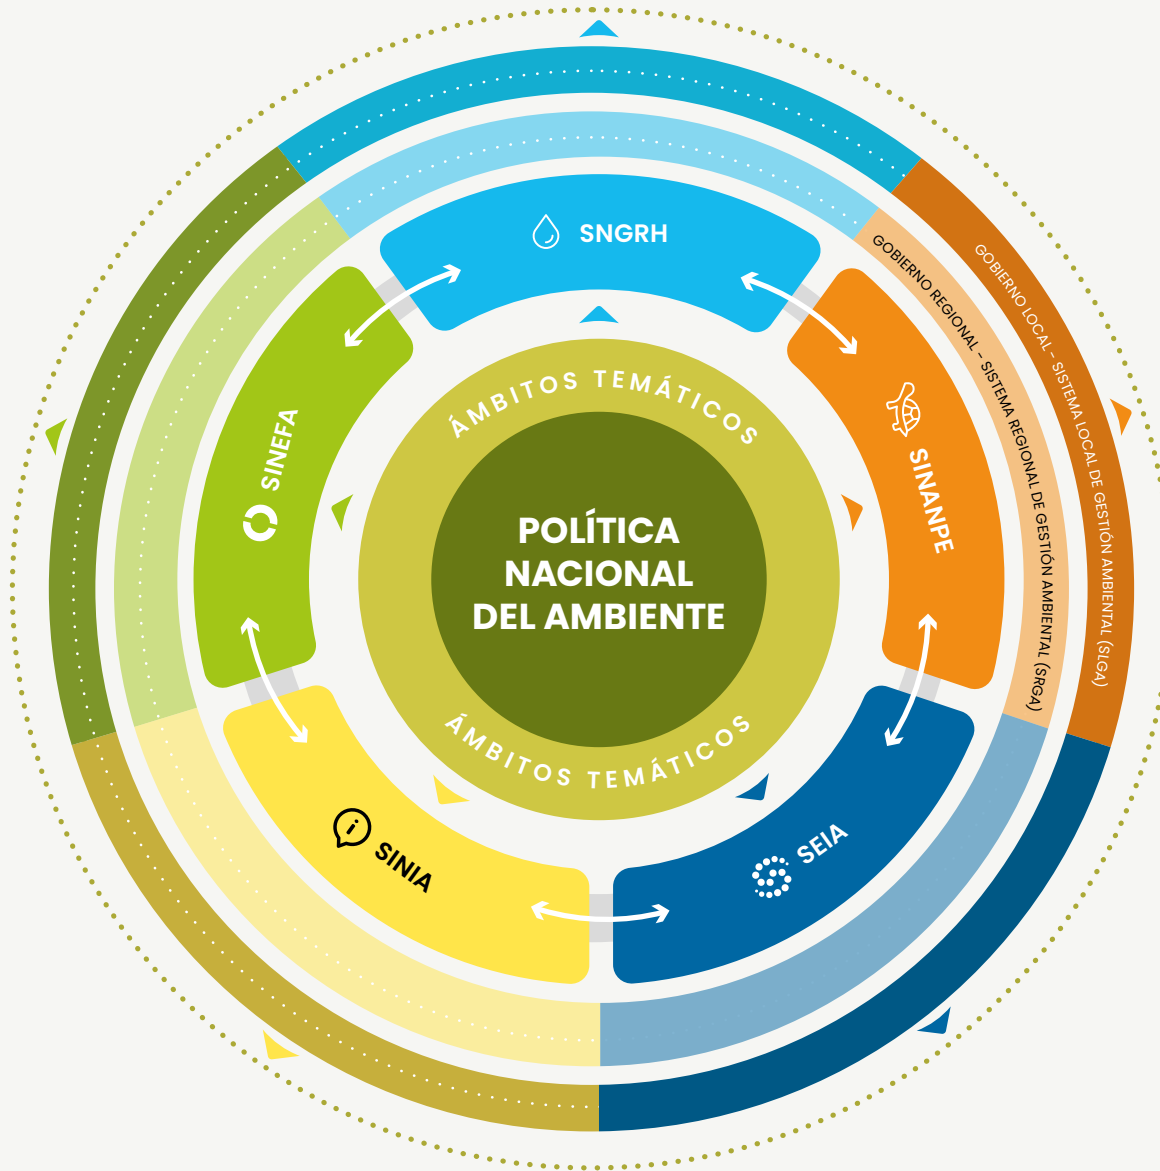 SNGRH
GOBIERNO REGIONAL - SISTEMA REGIONAL DE GESTIÓN AMBIENTAL (SRGA)
GOBIERNO LOCAL - SISTEMA LOCAL DE GESTIÓN AMBIENTAL (SLGA)
SINEFA
SINANPE
ÁMBITOS TEMÁTICOS
POLÍTICA
NACIONAL
DEL AMBIENTE
ÁMBITOS TEMÁTICOS
SINIA
SEIA